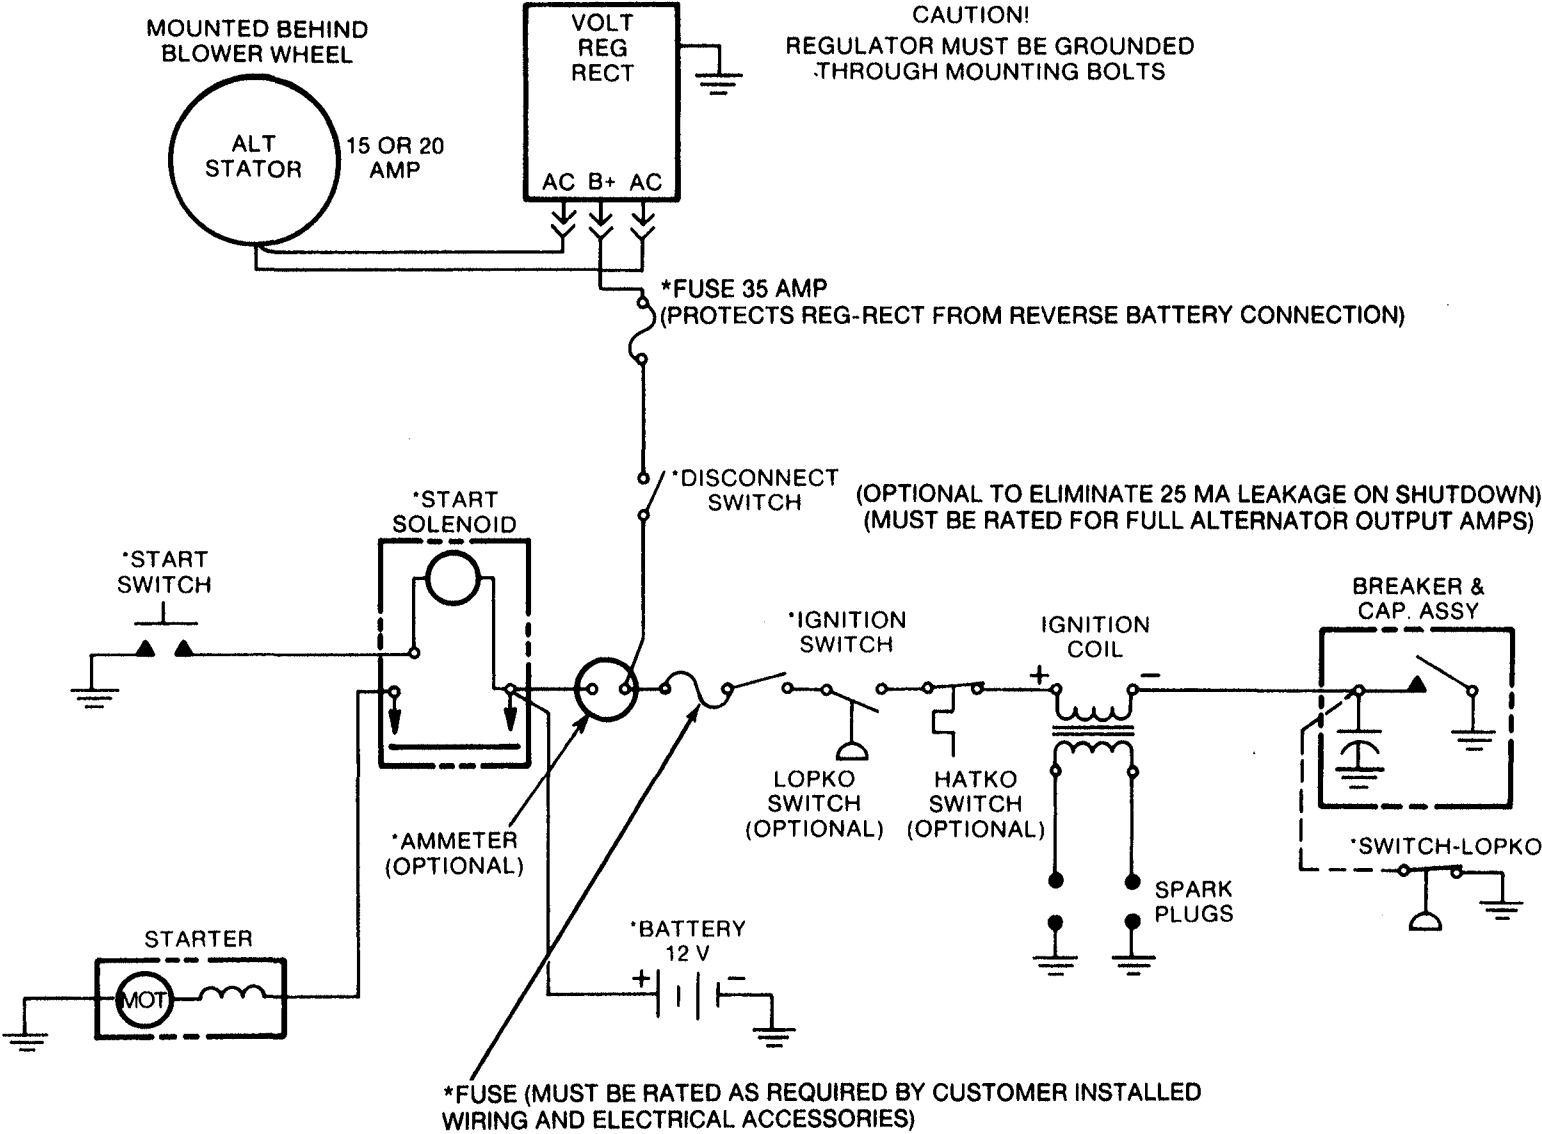 MOUNTED BEHIND
BLOWER WHEEL
ALT
STATOR
15 OR 20
AMP
VOLT
REG
RECT
AC B+ AC
CAUTION!
REGULATOR MUST BE GROUNDED
THROUGH MOUNTING BOLTS
*FUSE 35 AMP
(PROTECTS REG-RECT FROM REVERSE BATTERY CONNECTION)
*DISCONNECT
SWITCH
(OPTIONAL TO ELIMINATE 25 MA LEAKAGE ON SHUTDOWN)
(MUST BE RATED FOR FULL ALTERNATOR OUTPUT AMPS)
*START
SOLENOID
*START
SWITCH
*IGNITION
SWITCH
IGNITION
COIL
+ −
BREAKER &
CAP. ASSY
LOPKO
SWITCH
(OPTIONAL)
HATKO
SWITCH
(OPTIONAL)
*AMMETER
(OPTIONAL)
*SWITCH-LOPKO
SPARK
PLUGS
STARTER
MOT
*BATTERY
12 V
+ −
*FUSE (MUST BE RATED AS REQUIRED BY CUSTOMER INSTALLED
WIRING AND ELECTRICAL ACCESSORIES)